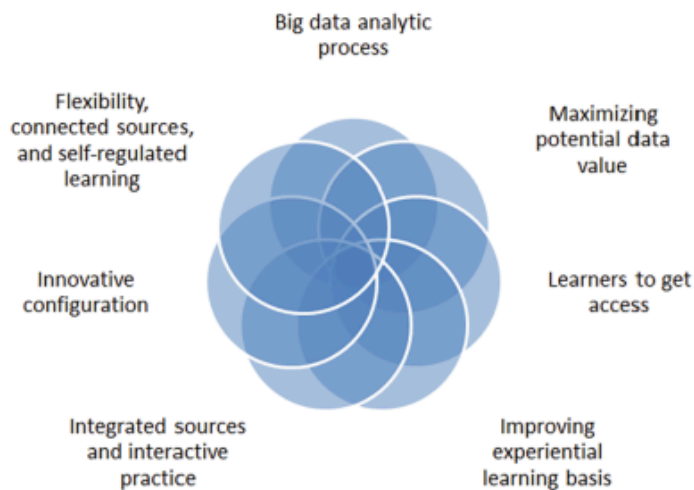 Big data analytic
process
Flexibility,
connected sources,
and self-regulated
learning
Maximizing
potential data
value
Innovative
configuration
Learners to get
access
Integrated sources
and interactive
practice
Improving
experiential
learning basis